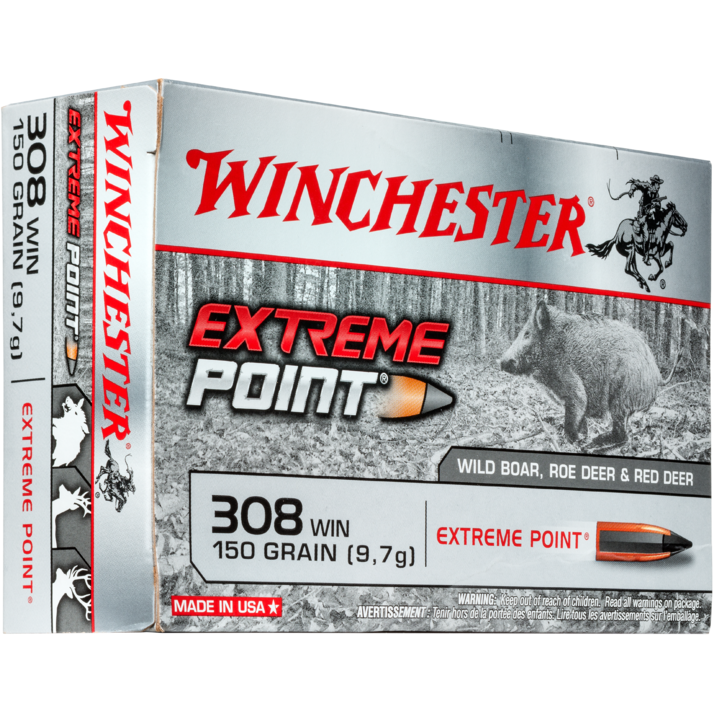 WINCHESTER®
EXTREME
POINT®
WILD BOAR, ROE DEER & RED DEER
308 WIN
150 GRAIN (9,7g)
EXTREME POINT®
MADE IN USA
WARNING: Keep out of reach of children. Read all warnings on package.
AVERTISSEMENT: Tenir hors de la portée des enfants. Lire tous les avertissements sur l'emballage.
WINCHESTER
EXTREME POINT
308 WIN
150 GRAIN (9,7g)
EXTREME POINT®